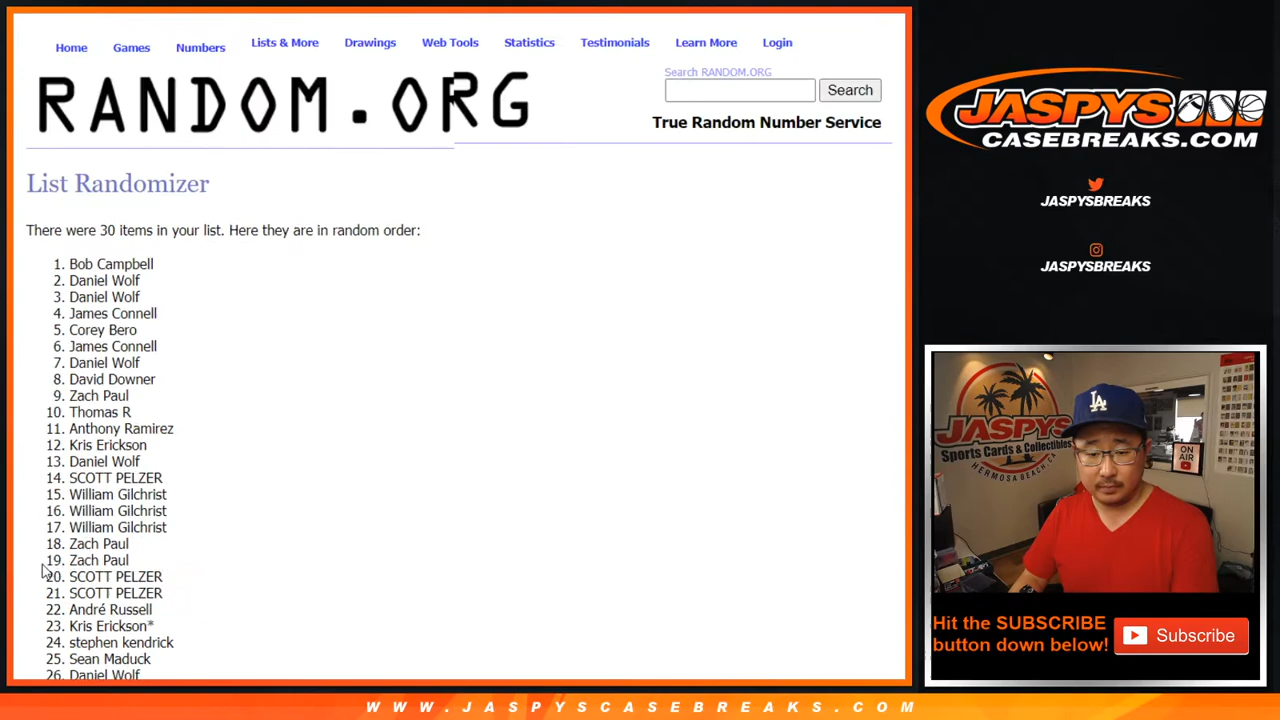 Home Games Numbers Lists & More Drawings Web Tools Statistics Testimonials Learn More Login
RANDOM.ORG
Search RANDOM.ORG
Search
True Random Number Service
List Randomizer
There were 30 items in your list. Here they are in random order:
1. Bob Campbell
2. Daniel Wolf
3. Daniel Wolf
4. James Connell
5. Corey Bero
6. James Connell
7. Daniel Wolf
8. David Downer
9. Zach Paul
10. Thomas R
11. Anthony Ramirez
12. Kris Erickson
13. Daniel Wolf
14. SCOTT PELZER
15. William Gilchrist
16. William Gilchrist
17. William Gilchrist
18. Zach Paul
19. Zach Paul
20. SCOTT PELZER
21. SCOTT PELZER
22. André Russell
23. Kris Erickson*
24. stephen kendrick
25. Sean Maduck
26. Daniel Wolf
JASPYS
CASEBREAKS.COM
JASPYSBREAKS
JASPYSBREAKS
JASPYS
Sports Cards & Collectibles
HERMOSA BEACH, CA
LA
ON
AIR
Hit the SUBSCRIBE
button down below!
Subscribe
WWW.JASPYSCASEBREAKS.COM